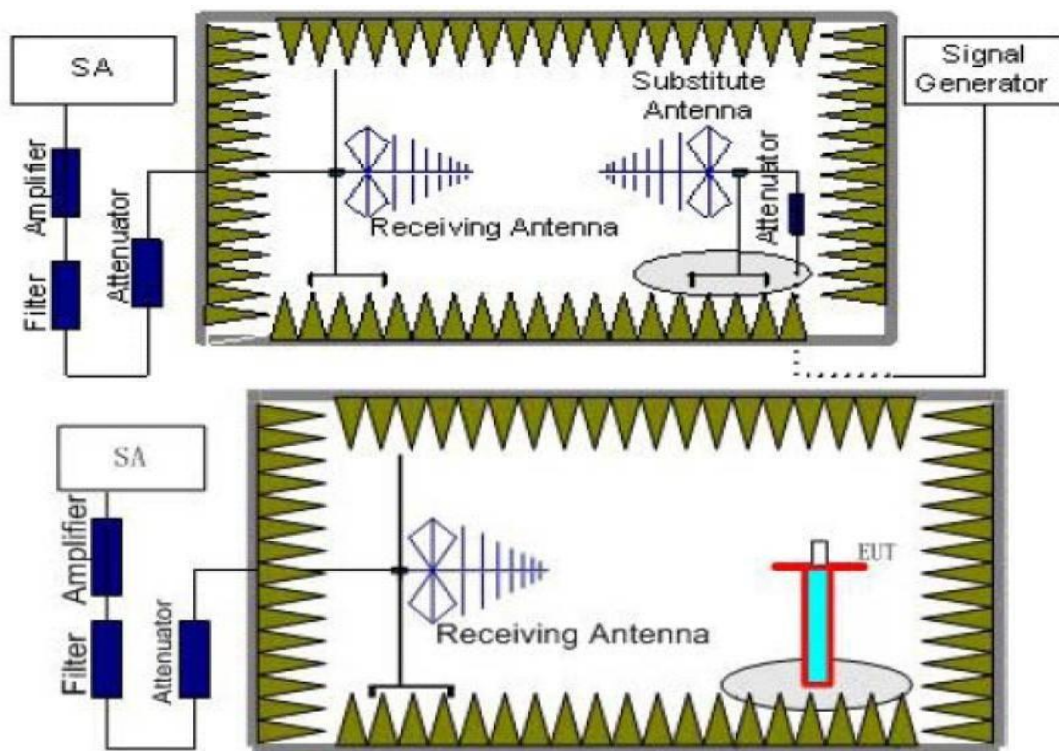 SA
Signal
Generator
Substitute
Antenna
Amplifier
Attenuator
Attenuator
Receiving Antenna
Filter
SA
Amplifier
EUT
Receiving Antenna
Filter
Attenuator